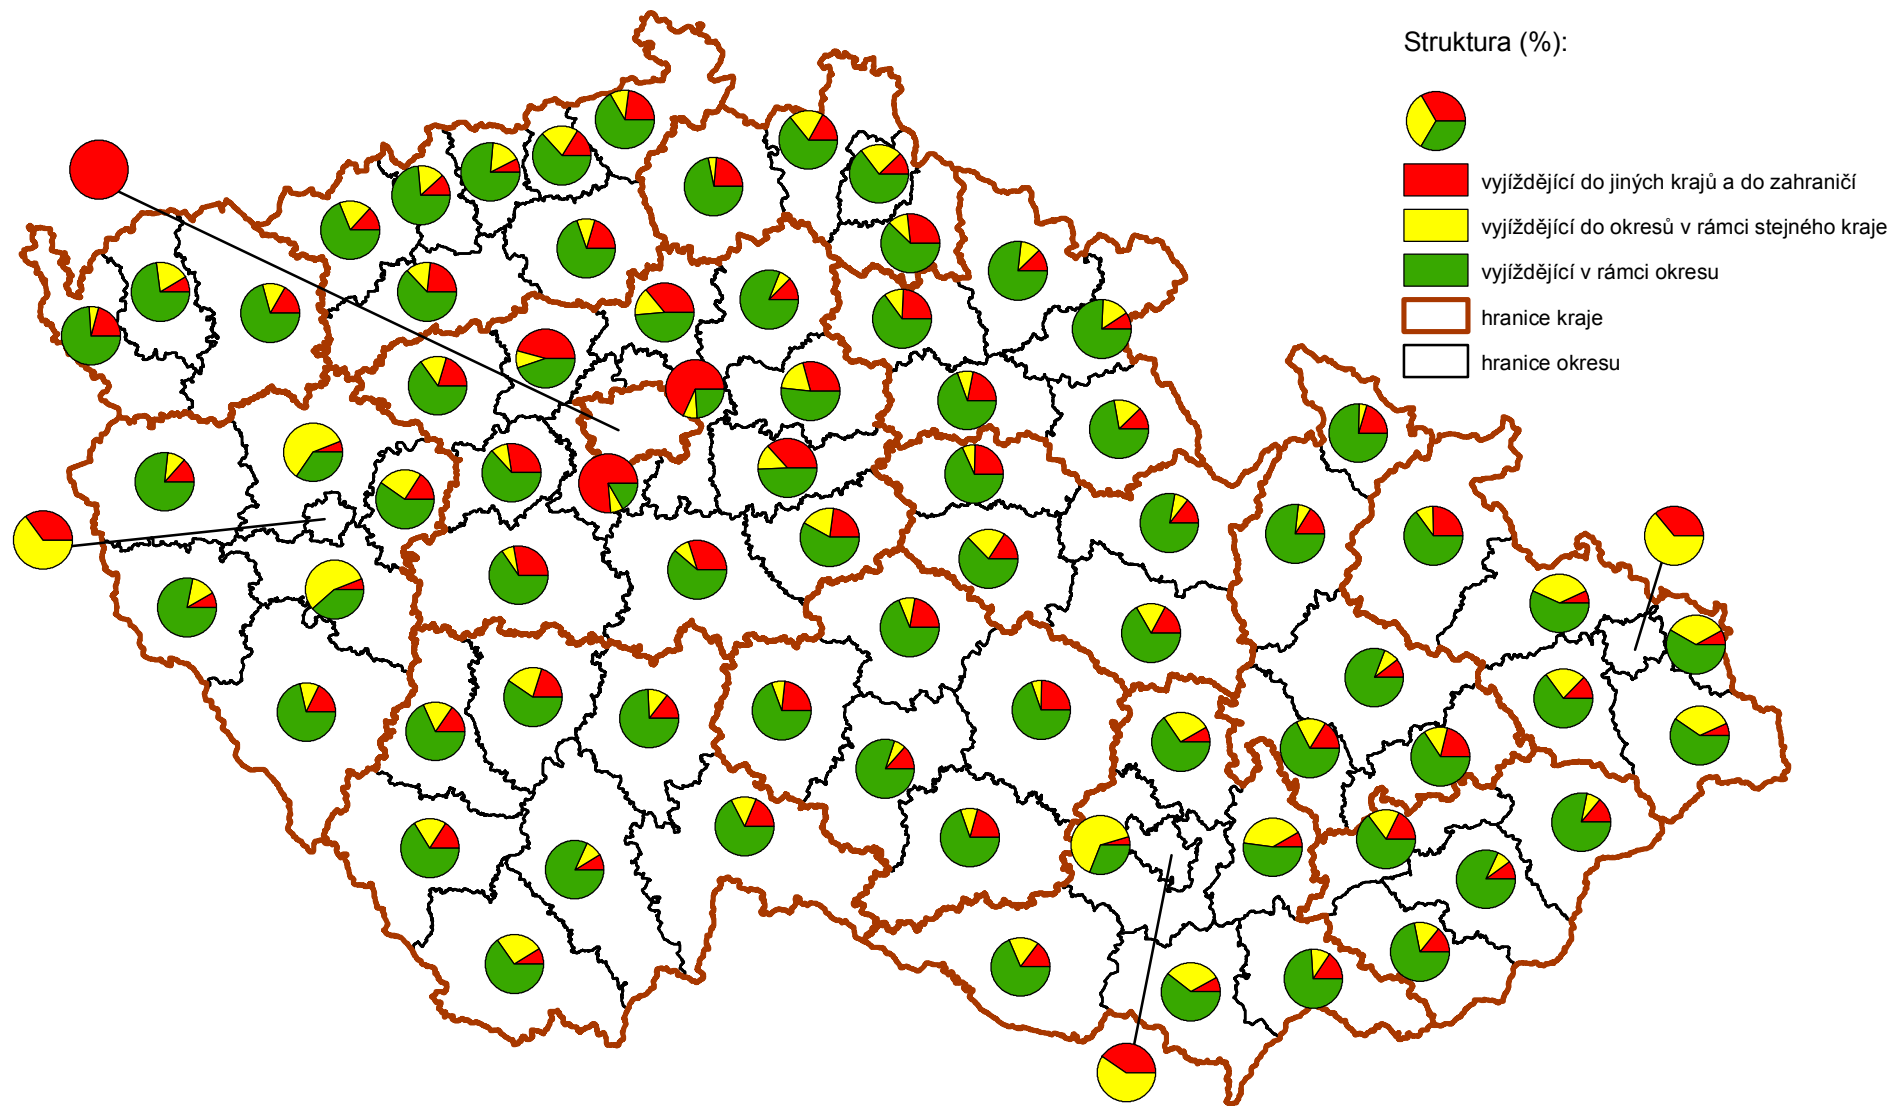 Struktura (%):
vyjíždějící do jiných krajů a do zahraničí
vyjíždějící do okresů v rámci stejného kraje
vyjíždějící v rámci okresu
hranice kraje
hranice okresu